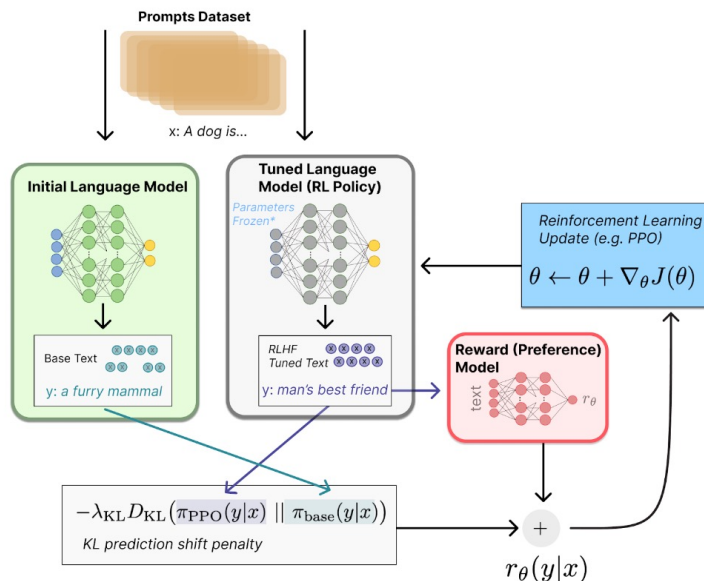 Prompts Dataset
x: A dog is...
Initial Language Model
Base Text
x x x x
x x x x
y: a furry mammal
Tuned Language
Model (RL Policy)
Parameters
Frozen*
RLHF
Tuned Text
x x x x
x x x x
y: man's best friend
Reinforcement Learning
Update (e.g. PPO)
θ ← θ + ∇θJ(θ)
Reward (Preference)
Model
text
rθ
−λKL DKL(πPPO(y|x) || πbase(y|x))
KL prediction shift penalty
+
rθ(y|x)